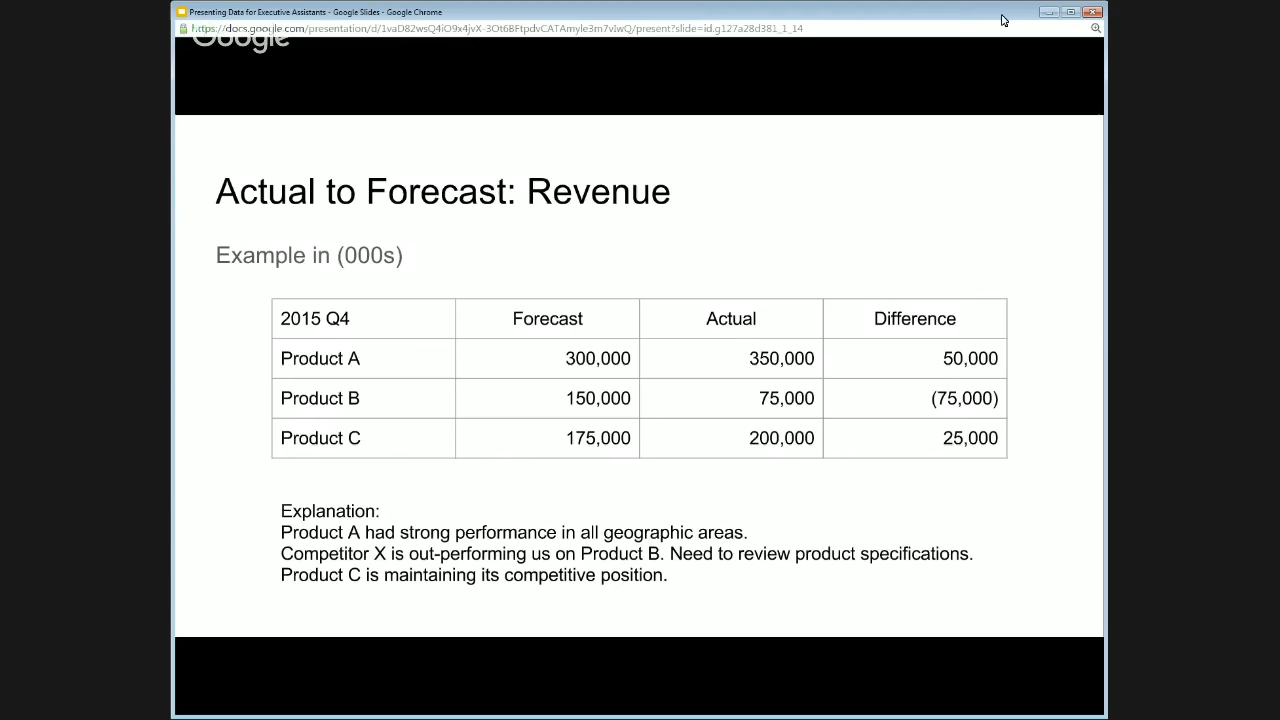 Presenting Data for Executive Assistants - Google Slides - Google Chrome
https://docs.google.com/presentation/d/1vaD82wsQ4iO9x4jvX-3Ot6BFtpdvCATAmyle3m7vIwQ/present?slide=id.g127a28d381_1_14
Google
Actual to Forecast: Revenue
Example in (000s)
2015 Q4 Forecast Actual Difference
Product A 300,000 350,000 50,000
Product B 150,000 75,000 (75,000)
Product C 175,000 200,000 25,000
Explanation:
Product A had strong performance in all geographic areas.
Competitor X is out-performing us on Product B. Need to review product specifications.
Product C is maintaining its competitive position.